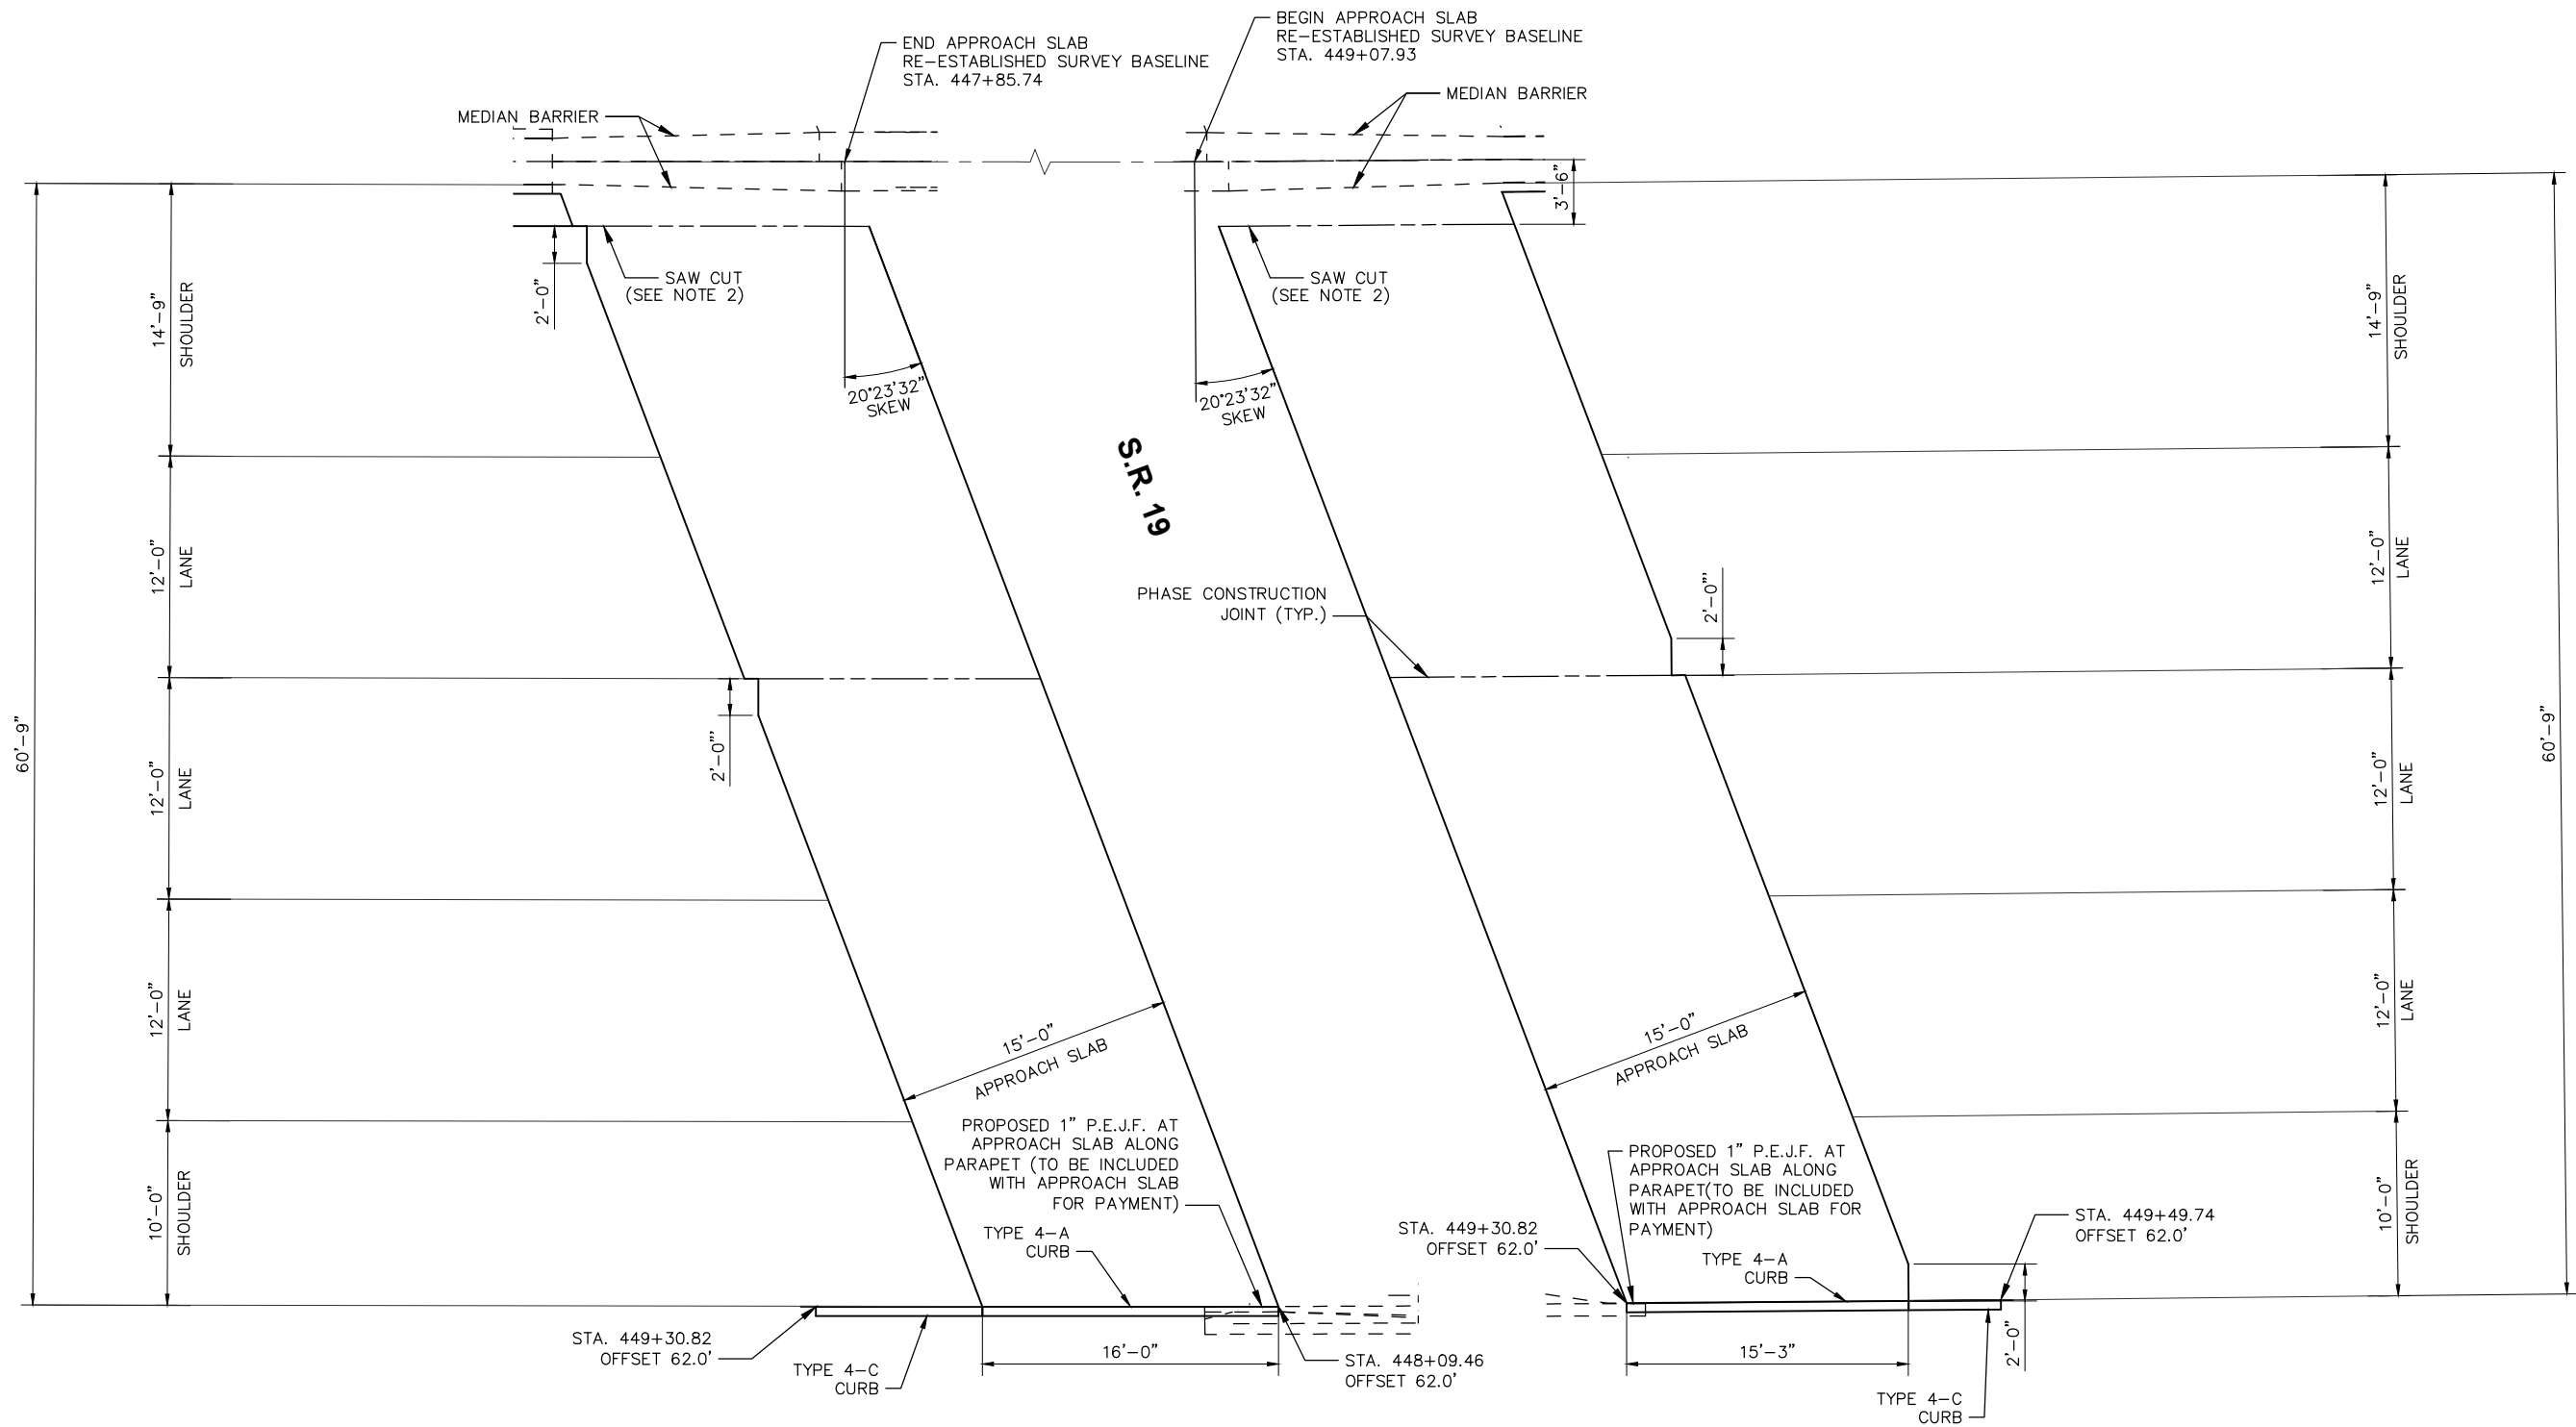 BEGIN APPROACH SLAB
RE-ESTABLISHED SURVEY BASELINE
STA. 449+07.93
END APPROACH SLAB
RE-ESTABLISHED SURVEY BASELINE
STA. 447+85.74
MEDIAN BARRIER
MEDIAN BARRIER
3'-6"
2'-0"
SAW CUT
(SEE NOTE 2)
SAW CUT
(SEE NOTE 2)
14'-9"
SHOULDER
14'-9"
SHOULDER
20°23'32"
SKEW
20°23'32"
SKEW
S.R. 19
12'-0"
LANE
12'-0"
LANE
PHASE CONSTRUCTION
JOINT (TYP.)
2'-0"'
2'-0"'
60'-9"
60'-9"
12'-0"
LANE
12'-0"
LANE
12'-0"
LANE
12'-0"
LANE
15'-0"
APPROACH SLAB
15'-0"
APPROACH SLAB
PROPOSED 1" P.E.J.F. AT
APPROACH SLAB ALONG
PARAPET (TO BE INCLUDED
WITH APPROACH SLAB
FOR PAYMENT)
PROPOSED 1" P.E.J.F. AT
APPROACH SLAB ALONG
PARAPET(TO BE INCLUDED
WITH APPROACH SLAB FOR
PAYMENT)
10'-0"
SHOULDER
10'-0"
SHOULDER
TYPE 4-A
CURB
STA. 449+30.82
OFFSET 62.0'
TYPE 4-A
CURB
STA. 449+49.74
OFFSET 62.0'
STA. 449+30.82
OFFSET 62.0'
TYPE 4-C
CURB
16'-0"
STA. 448+09.46
OFFSET 62.0'
15'-3"
2'-0"
TYPE 4-C
CURB